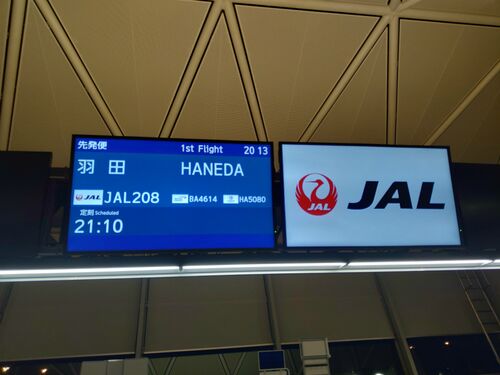 先発便 1st Flight 20 13
羽田 HANEDA
JAL208 BA4614 HA5080
定刻 Scheduled
21:10
JAL
JAL